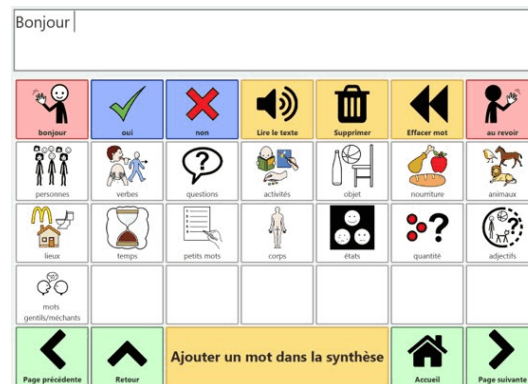 Bonjour
bonjour
oui
non
Lire le texte
Supprimer
Effacer mot
au revoir
personnes
verbes
questions
activités
objet
nourriture
animaux
lieux
temps
petits mots
corps
états
quantité
adjectifs
mots
gentils/méchants
Page précédente
Retour
Ajouter un mot dans la synthèse
Accueil
Page suivante